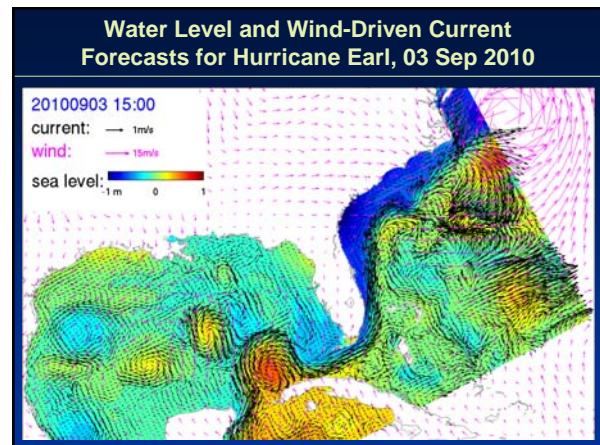 Water Level and Wind-Driven Current
Forecasts for Hurricane Earl, 03 Sep 2010
20100903 15:00
current: 1m/s
wind: 15m/s
sea level:
-1 m 0 1